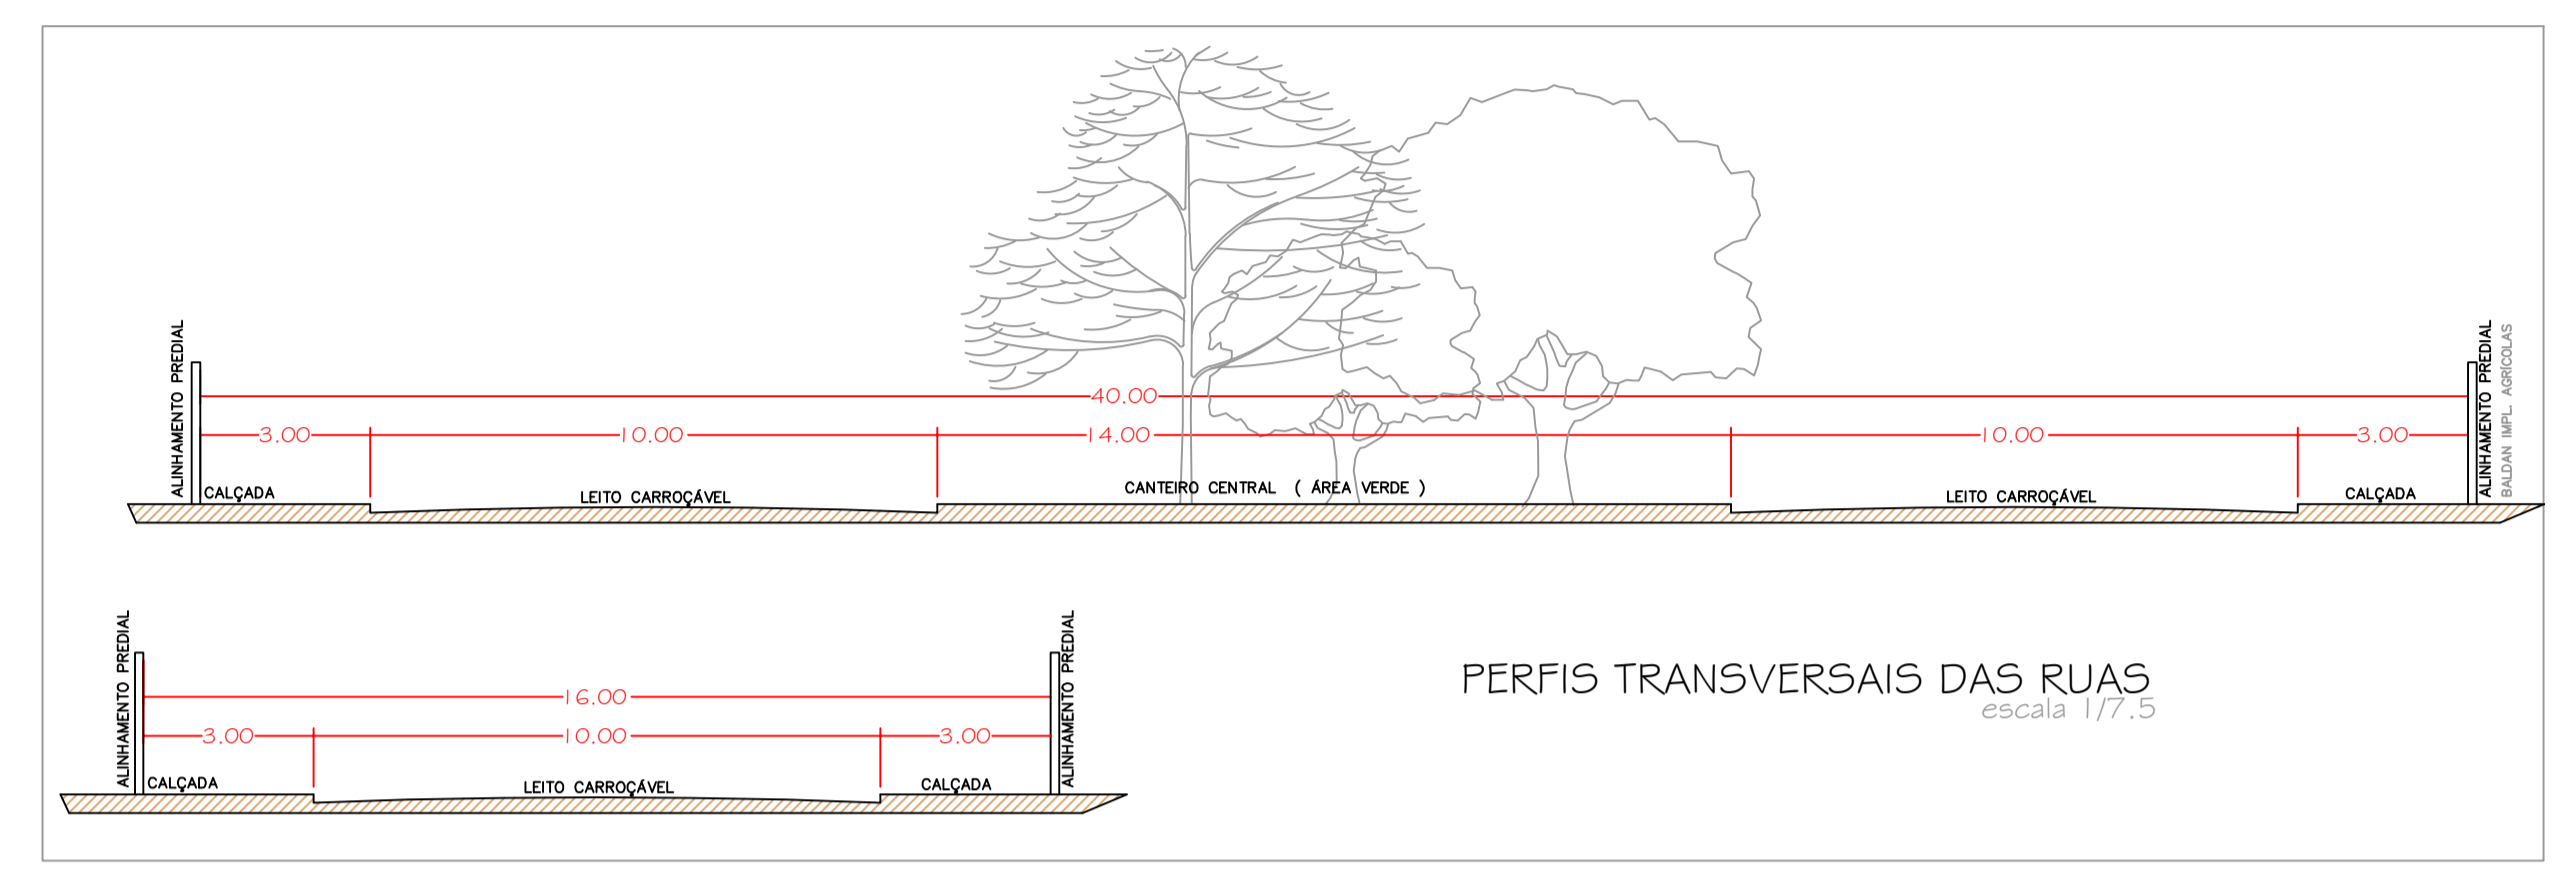 40.00
3.00
10.00
14.00
10.00
3.00
ALINHAMENTO PREDIAL
CALÇADA
LEITO CARROÇÁVEL
CANTEIRO CENTRAL ( ÁREA VERDE )
LEITO CARROÇÁVEL
CALÇADA
ALINHAMENTO PREDIAL
BALDAN IMPL. AGRÍCOLAS
16.00
3.00
10.00
3.00
ALINHAMENTO PREDIAL
CALÇADA
LEITO CARROÇÁVEL
CALÇADA
ALINHAMENTO PREDIAL
PERFIS TRANSVERSAIS DAS RUAS
escala 1/7.5